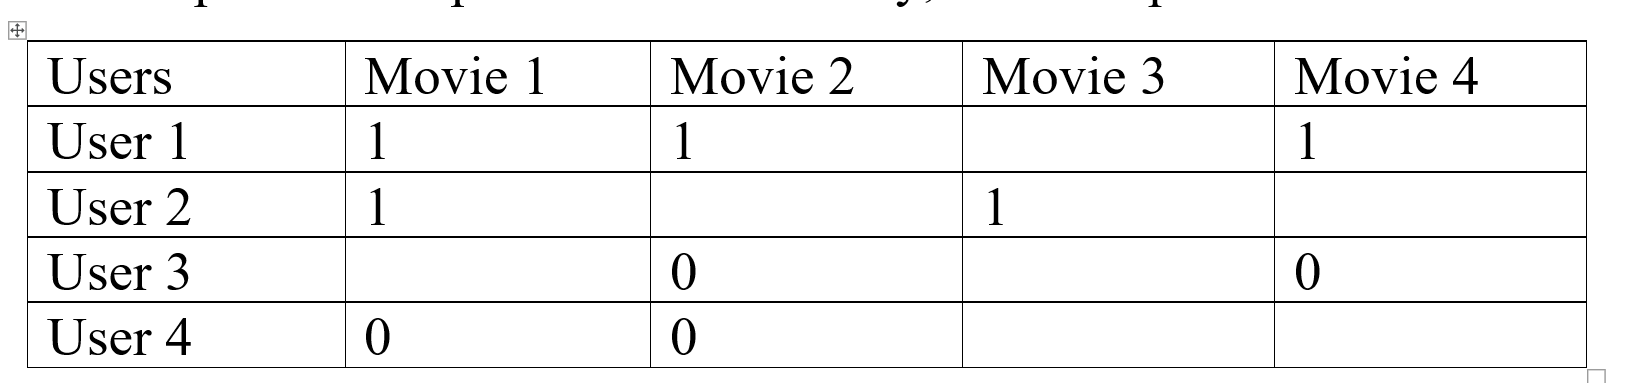 Users Movie 1 Movie 2 Movie 3 Movie 4
User 1 1 1 1
User 2 1 1
User 3 0 0
User 4 0 0